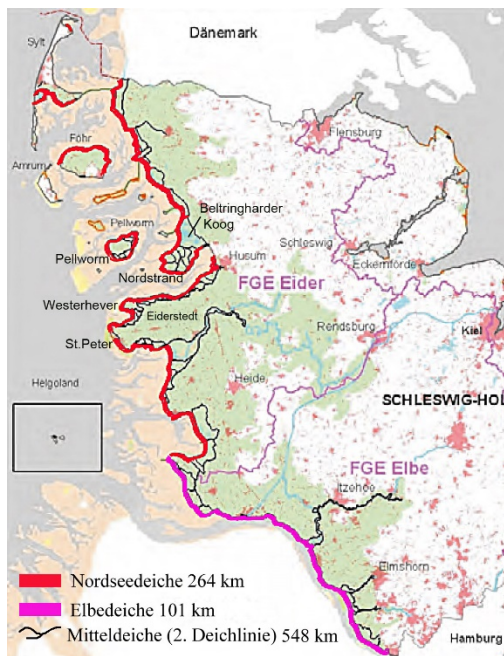 Dänemark
Sylt
Flensburg
Föhr
Amrum
Beltringharder
Koog
Pellworm
Schleswig
Pellworm
Husum
Eckernförde
Nordstrand
FGE Eider
Westerhever
Eiderstedt
Rendsburg
Kiel
St.Peter
Helgoland
Heide
SCHLESWIG-HOL
FGE Elbe
Itzehoe
Elmshorn
Nordseedeiche 264 km
Elbedeiche 101 km
Mitteldeiche (2. Deichlinie) 548 km
Hamburg